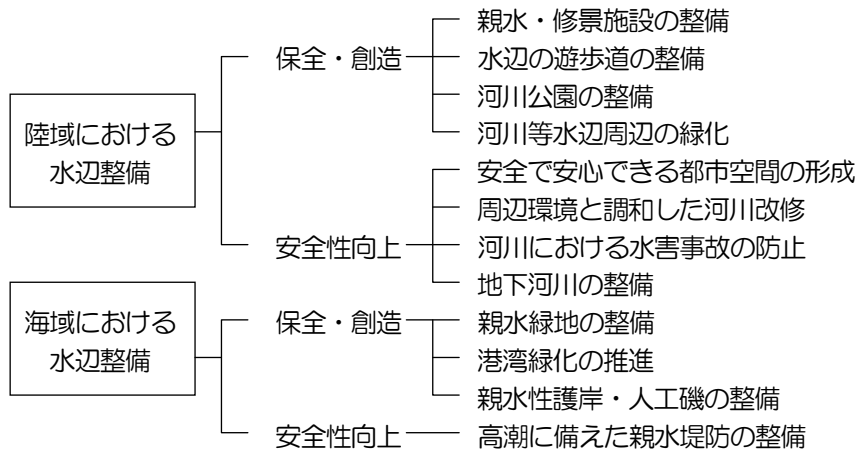 陸域における
水辺整備
保全・創造
親水・修景施設の整備
水辺の遊歩道の整備
河川公園の整備
河川等水辺周辺の緑化
安全性向上
安全で安心できる都市空間の形成
周辺環境と調和した河川改修
河川における水害事故の防止
地下河川の整備
海域における
水辺整備
保全・創造
親水緑地の整備
港湾緑化の推進
親水性護岸・人工磯の整備
安全性向上
高潮に備えた親水堤防の整備